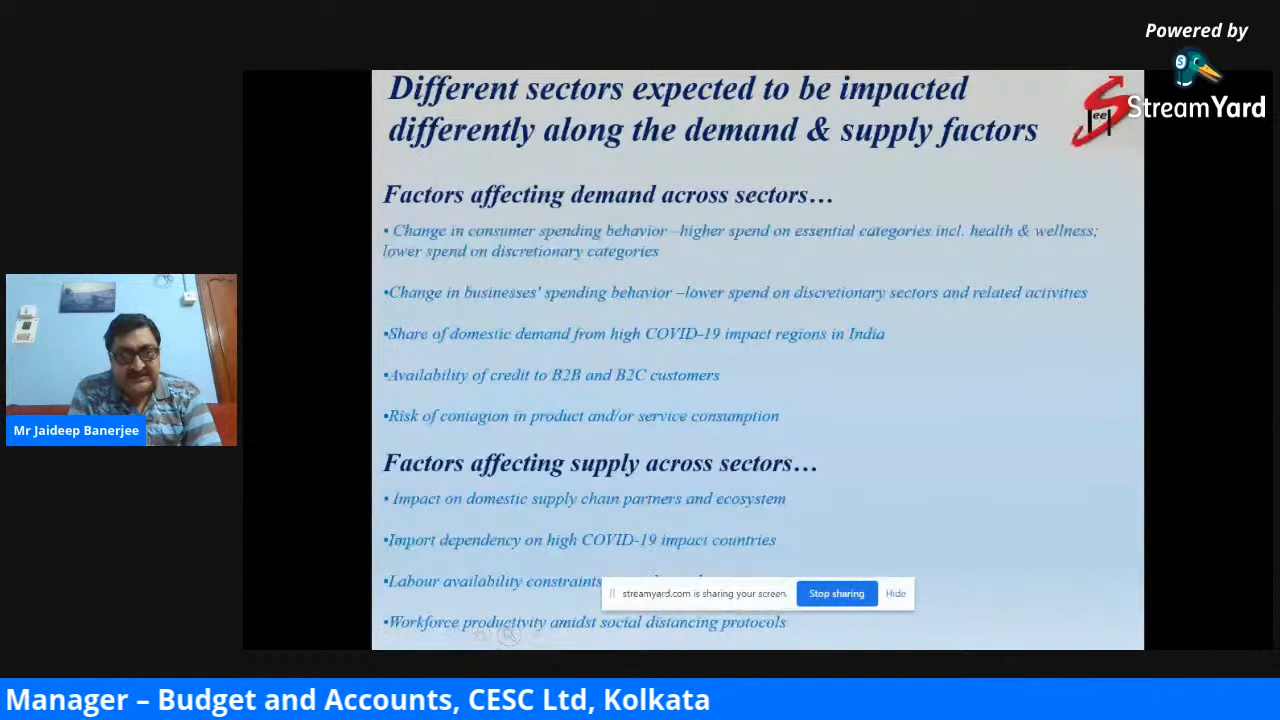 Powered by
StreamYard
Different sectors expected to be impacted
differently along the demand & supply factors
Factors affecting demand across sectors…
• Change in consumer spending behavior –higher spend on essential categories incl. health & wellness;
lower spend on discretionary categories
•Change in businesses' spending behavior –lower spend on discretionary sectors and related activities
•Share of domestic demand from high COVID-19 impact regions in India
•Availability of credit to B2B and B2C customers
•Risk of contagion in product and/or service consumption
Factors affecting supply across sectors…
• Impact on domestic supply chain partners and ecosystem
•Import dependency on high COVID-19 impact countries
•Labour availability constraints
streamyard.com is sharing your screen.
Stop sharing
Hide
•Workforce productivity amidst social distancing protocols
Mr Jaideep Banerjee
Manager – Budget and Accounts, CESC Ltd, Kolkata